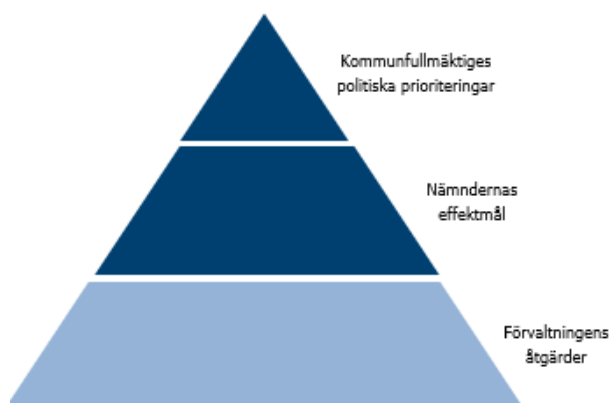 Kommunfullmäktiges
politiska prioriteringar
Nämndernas
effektmål
Förvaltningens
åtgärder